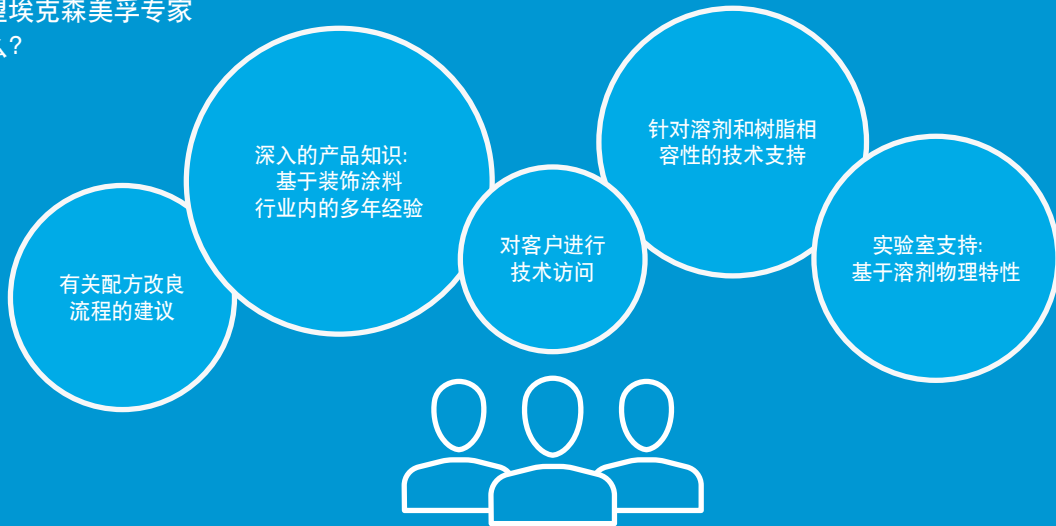 望埃克森美孚专家
么?
深入的产品知识:
基于装饰涂料
行业内的多年经验
针对溶剂和树脂相
容性的技术支持
对客户进行
技术访问
实验室支持:
基于溶剂物理特性
有关配方改良
流程的建议